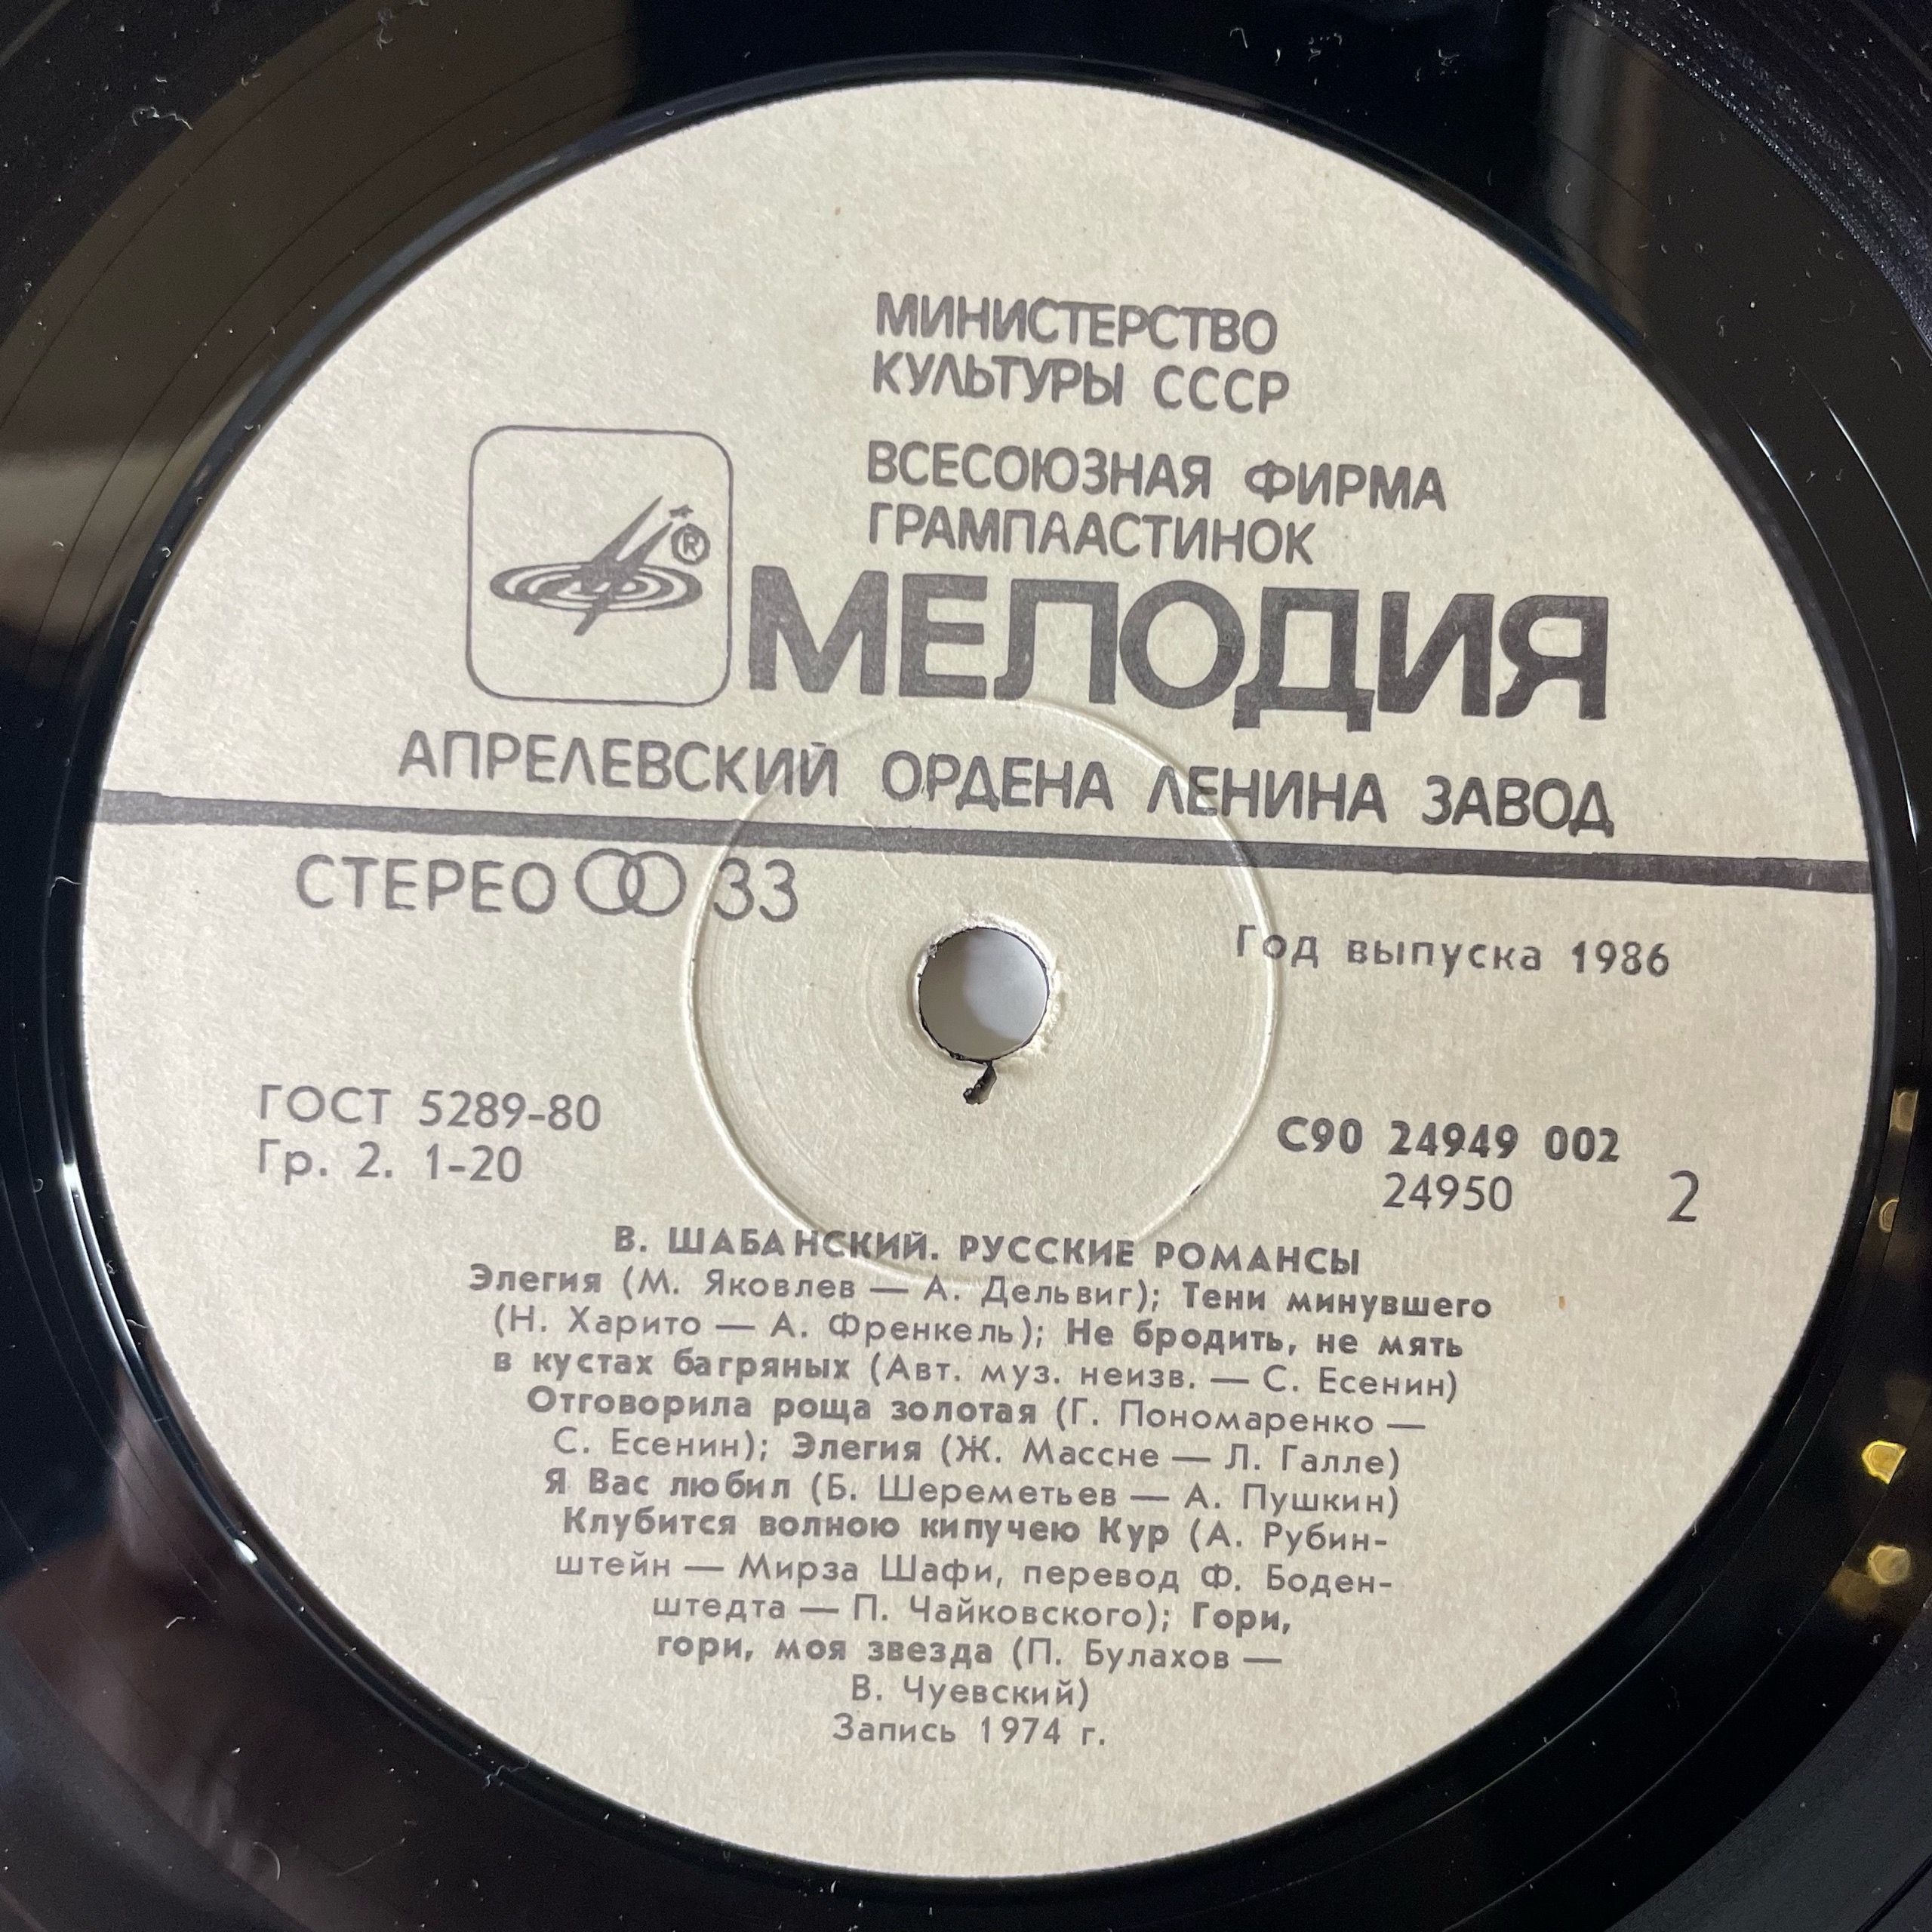 МИНИСТЕРСТВО
КУЛЬТУРЫ СССР
ВСЕСОЮЗНАЯ ФИРМА
ГРАМПЛАСТИНОК
®
МЕЛОДИЯ
АПРЕЛЕВСКИЙ ОРДЕНА ЛЕНИНА ЗАВОД
СТЕРЕО 33
Год выпуска 1986
ГОСТ 5289-80
Гр. 2. 1-20
С90 24949 002
24950
2
В. ШАБАНСКИЙ. РУССКИЕ РОМАНСЫ
Элегия (М. Яковлев — А. Дельвиг); Тени минувшего
(Н. Харито — А. Френкель); Не бродить, не мять
в кустах багряных (Авт. муз. неизв. — С. Есенин)
Отговорила роща золотая (Г. Пономаренко —
С. Есенин); Элегия (Ж. Массне — Л. Галле)
Я Вас любил (Б. Шереметьев — А. Пушкин)
Клубится волною кипучею Кур (А. Рубин-
штейн — Мирза Шафи, перевод Ф. Боден-
штедта — П. Чайковского); Гори,
гори, моя звезда (П. Булахов —
В. Чуевский)
Запись 1974 г.